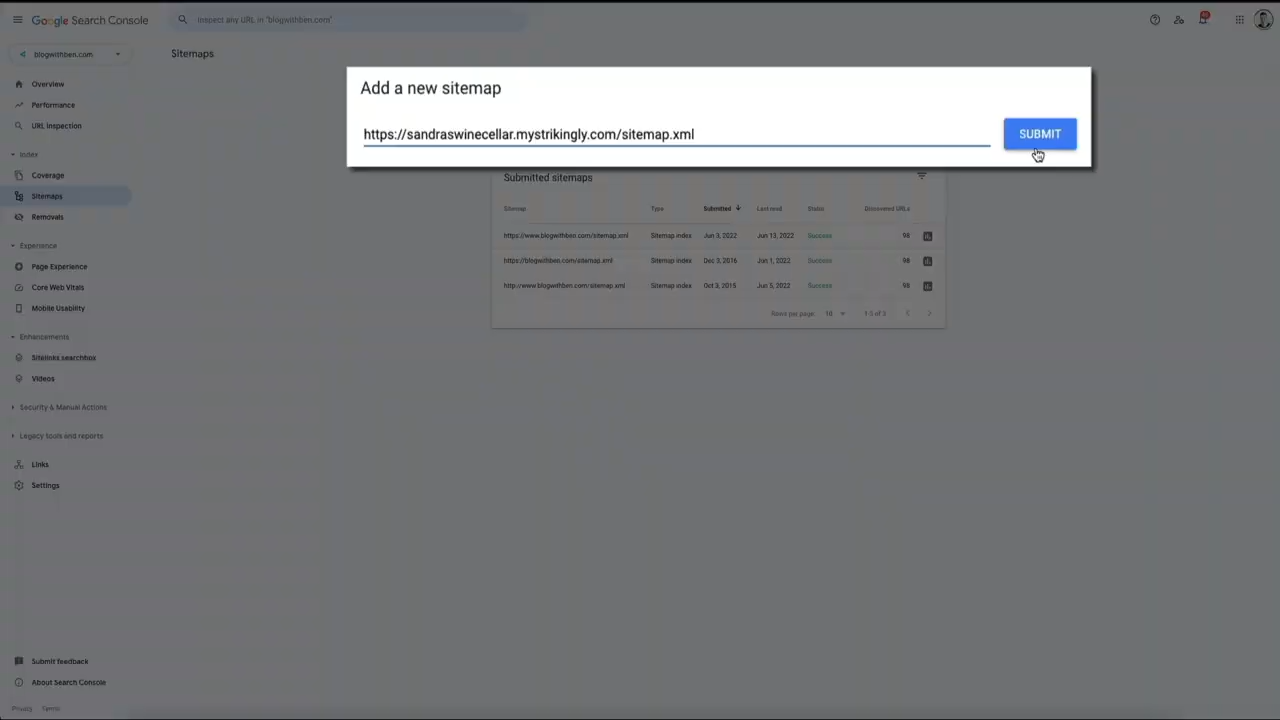 Google Search Console
Inspect any URL in "blogwithben.com"
blogwithben.com
Sitemaps
Overview
Performance
URL inspection
Index
Coverage
Sitemaps
Removals
Experience
Page Experience
Core Web Vitals
Mobile Usability
Enhancements
Sitelinks searchbox
Videos
Security & Manual Actions
Legacy tools and reports
Links
Settings
Submit feedback
About Search Console
Privacy Terms
Add a new sitemap
https://sandraswinecellar.mystrikingly.com/sitemap.xml
SUBMIT
Submitted sitemaps
Sitemap Type Submitted Last read Status Discovered URLs
https://www.blogwithben.com/sitemap.xml Sitemap index Jun 3, 2022 Jun 13, 2022 Success 98
https://blogwithben.com/sitemap.xml Sitemap index Dec 3, 2016 Jun 1, 2022 Success 98
http://www.blogwithben.com/sitemap.xml Sitemap index Oct 3, 2015 Jun 5, 2022 Success 98
Rows per page: 10 1-5 of 3